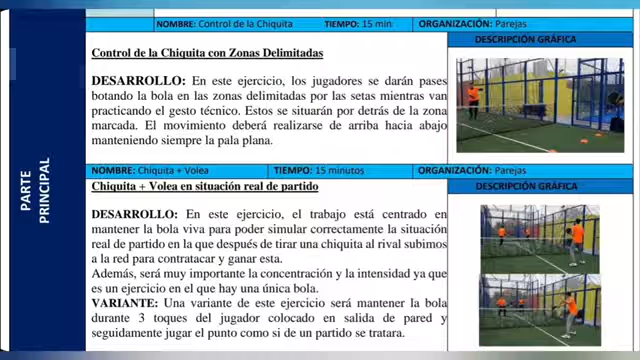 NOMBRE: Control de la Chiquita TIEMPO: 15 min ORGANIZACIÓN: Parejas
DESCRIPCIÓN GRÁFICA
Control de la Chiquita con Zonas Delimitadas
DESARROLLO: En este ejercicio, los jugadores se darán pases
botando la bola en las zonas delimitadas por las setas mientras van
practicando el gesto técnico. Estos se situarán por detrás de la zona
marcada. El movimiento deberá realizarse de arriba hacia abajo
manteniendo siempre la pala plana.
PARTE
PRINCIPAL
NOMBRE: Chiquita + Volea TIEMPO: 15 minutos ORGANIZACIÓN: Parejas
Chiquita + Volea en situación real de partido DESCRIPCIÓN GRÁFICA
DESARROLLO: En este ejercicio, el trabajo está centrado en
mantener la bola viva para poder simular correctamente la situación
real de partido en la que después de tirar una chiquita al rival subimos
a la red para contratacar y ganar esta.
Además, será muy importante la concentración y la intensidad ya que
es un ejercicio en el que hay una única bola.
VARIANTE: Una variante de este ejercicio será mantener la bola
durante 3 toques del jugador colocado en salida de pared y
seguidamente jugar el punto como si de un partido se tratara.